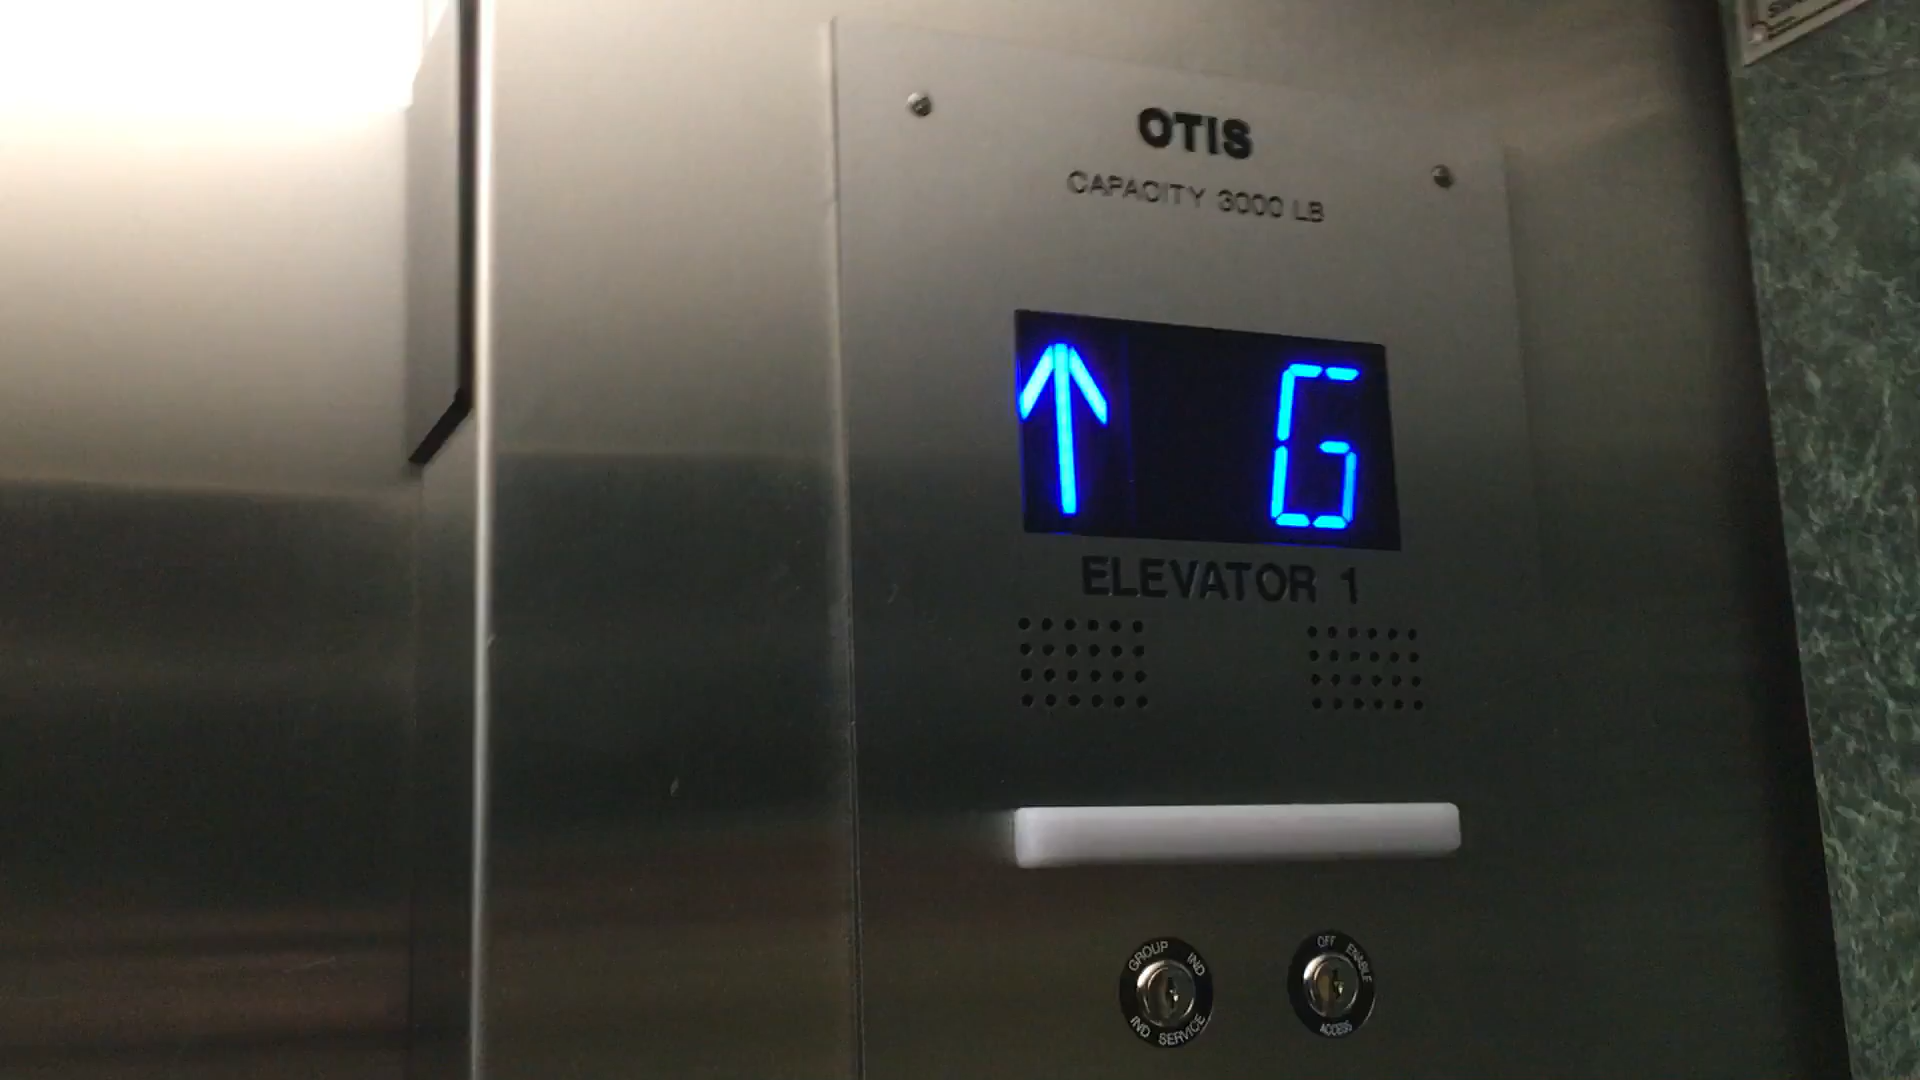 OTIS
CAPACITY 3000 LB
G
ELEVATOR 1
GROUP IND
IND SERVICE
OFF ENABLE
ACCESS